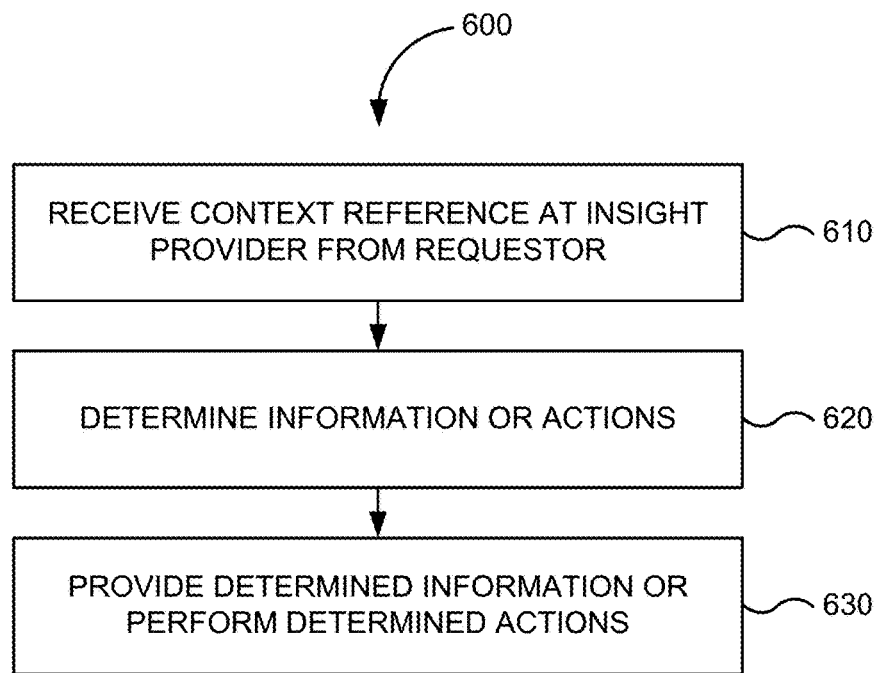 600
RECEIVE CONTEXT REFERENCE AT INSIGHT
PROVIDER FROM REQUESTOR
610
DETERMINE INFORMATION OR ACTIONS
620
PROVIDE DETERMINED INFORMATION OR
PERFORM DETERMINED ACTIONS
630